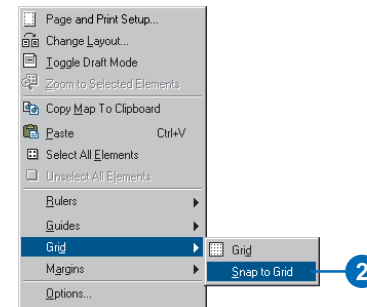 Page and Print Setup...
Change Layout...
Toggle Draft Mode
Zoom to Selected Elements
Copy Map To Clipboard
Paste Ctrl+V
Select All Elements
Unselect All Elements
Rulers
Guides
Grid
Grid
Snap to Grid
2
Margins
Options...